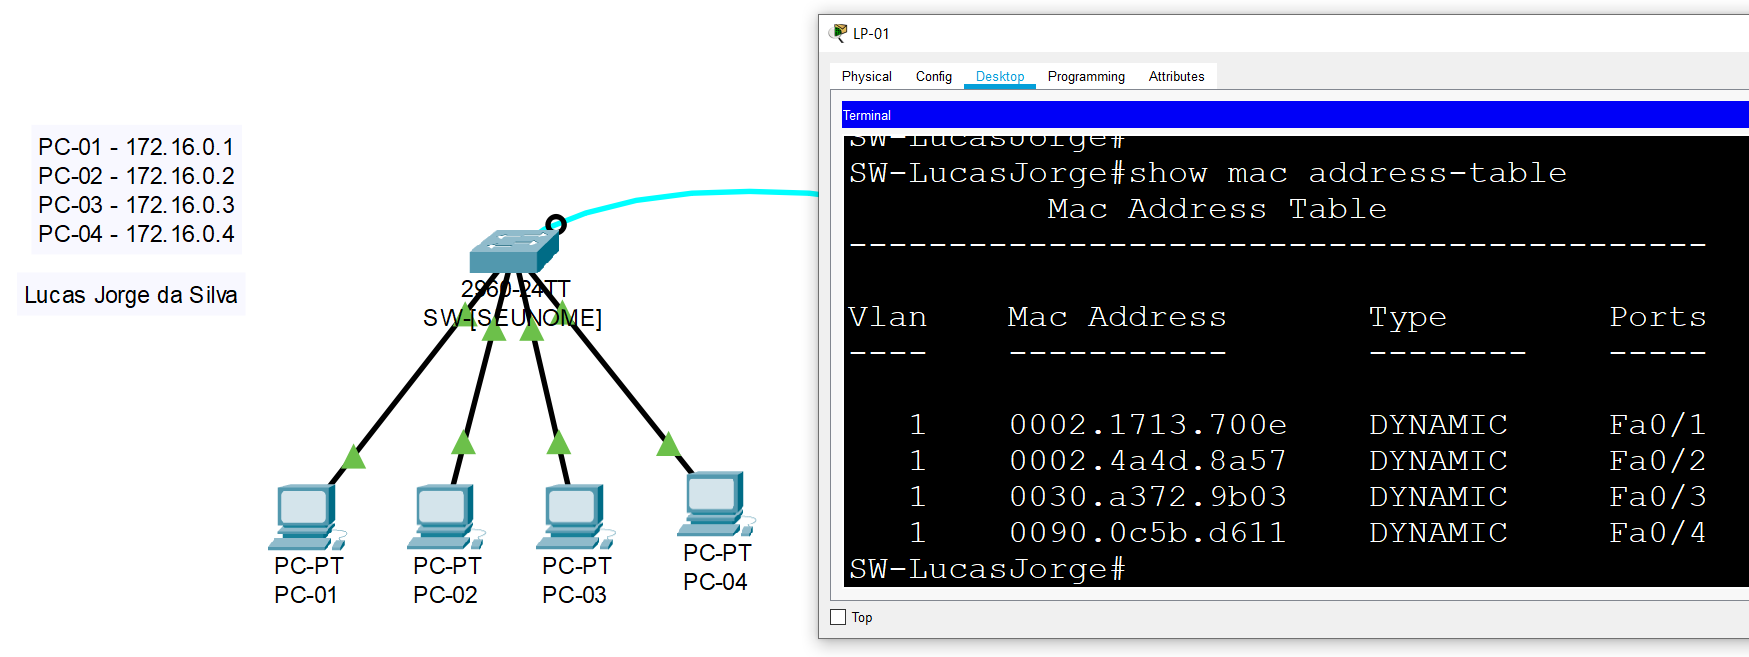 PC-01 - 172.16.0.1
PC-02 - 172.16.0.2
PC-03 - 172.16.0.3
PC-04 - 172.16.0.4
Lucas Jorge da Silva
2960-24TT
SW-[SEUNOME]
PC-PT
PC-01
PC-PT
PC-02
PC-PT
PC-03
PC-PT
PC-04
LP-01
Physical Config Desktop Programming Attributes
Terminal
SW-LucasJorge#
SW-LucasJorge#show mac address-table
Mac Address Table
-------------------------------------------
Vlan Mac Address Type Ports
---- ----------- -------- -----
1 0002.1713.700e DYNAMIC Fa0/1
1 0002.4a4d.8a57 DYNAMIC Fa0/2
1 0030.a372.9b03 DYNAMIC Fa0/3
1 0090.0c5b.d611 DYNAMIC Fa0/4
SW-LucasJorge#
Top